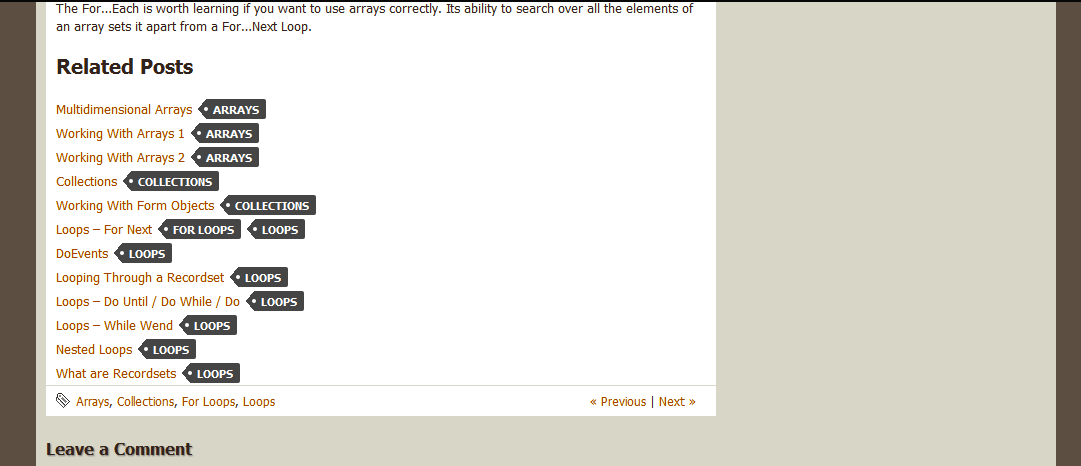 The For...Each is worth learning if you want to use arrays correctly. Its ability to search over all the elements of
an array sets it apart from a For...Next Loop.
Related Posts
Multidimensional Arrays ARRAYS
Working With Arrays 1 ARRAYS
Working With Arrays 2 ARRAYS
Collections COLLECTIONS
Working With Form Objects COLLECTIONS
Loops – For Next FOR LOOPS LOOPS
DoEvents LOOPS
Looping Through a Recordset LOOPS
Loops – Do Until / Do While / Do LOOPS
Loops – While Wend LOOPS
Nested Loops LOOPS
What are Recordsets LOOPS
Arrays, Collections, For Loops, Loops « Previous | Next »
Leave a Comment